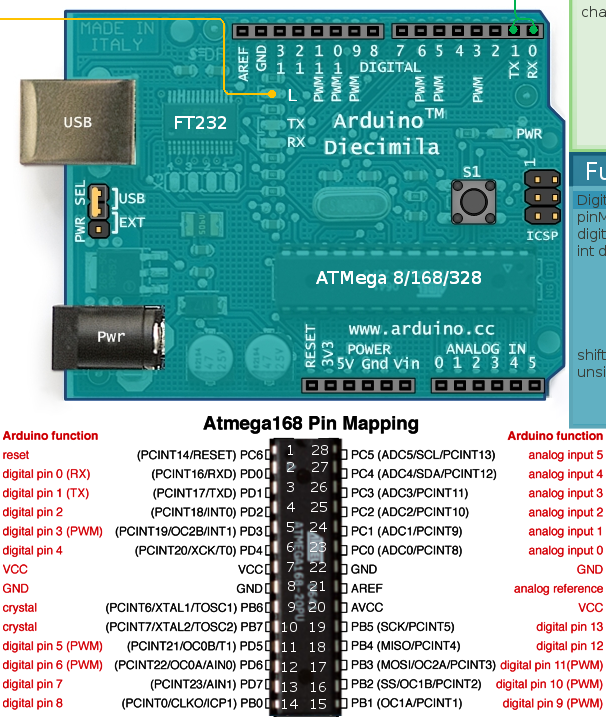 MADE IN
ITALY
AREF
GND
13
12
11
10
9
8
7
6
5
4
3
2
1
0
DIGITAL
PWM
PWM
PWM
PWM
PWM
PWM
TX
RX
L
TX
RX
USB
FT232
Arduino™
Diecimila
PWR
S1
1
ICSP
PWR SEL
USB
EXT
ATMega 8/168/328
www.arduino.cc
Pwr
RESET
3V3
POWER
5V Gnd Vin
ANALOG IN
0 1 2 3 4 5
cha
Fu
Digit
pinM
digit
int d
shift
unsi
Atmega168 Pin Mapping
Arduino function
Arduino function
reset (PCINT14/RESET) PC6 1 28 PC5 (ADC5/SCL/PCINT13) analog input 5
digital pin 0 (RX) (PCINT16/RXD) PD0 2 27 PC4 (ADC4/SDA/PCINT12) analog input 4
digital pin 1 (TX) (PCINT17/TXD) PD1 3 26 PC3 (ADC3/PCINT11) analog input 3
digital pin 2 (PCINT18/INT0) PD2 4 25 PC2 (ADC2/PCINT10) analog input 2
digital pin 3 (PWM) (PCINT19/OC2B/INT1) PD3 5 24 PC1 (ADC1/PCINT9) analog input 1
digital pin 4 (PCINT20/XCK/T0) PD4 6 23 PC0 (ADC0/PCINT8) analog input 0
VCC VCC 7 22 GND GND
GND GND 8 21 AREF analog reference
crystal (PCINT6/XTAL1/TOSC1) PB6 9 20 AVCC VCC
crystal (PCINT7/XTAL2/TOSC2) PB7 10 19 PB5 (SCK/PCINT5) digital pin 13
digital pin 5 (PWM) (PCINT21/OC0B/T1) PD5 11 18 PB4 (MISO/PCINT4) digital pin 12
digital pin 6 (PWM) (PCINT22/OC0A/AIN0) PD6 12 17 PB3 (MOSI/OC2A/PCINT3) digital pin 11(PWM)
digital pin 7 (PCINT23/AIN1) PD7 13 16 PB2 (SS/OC1B/PCINT2) digital pin 10 (PWM)
digital pin 8 (PCINT0/CLKO/ICP1) PB0 14 15 PB1 (OC1A/PCINT1) digital pin 9 (PWM)